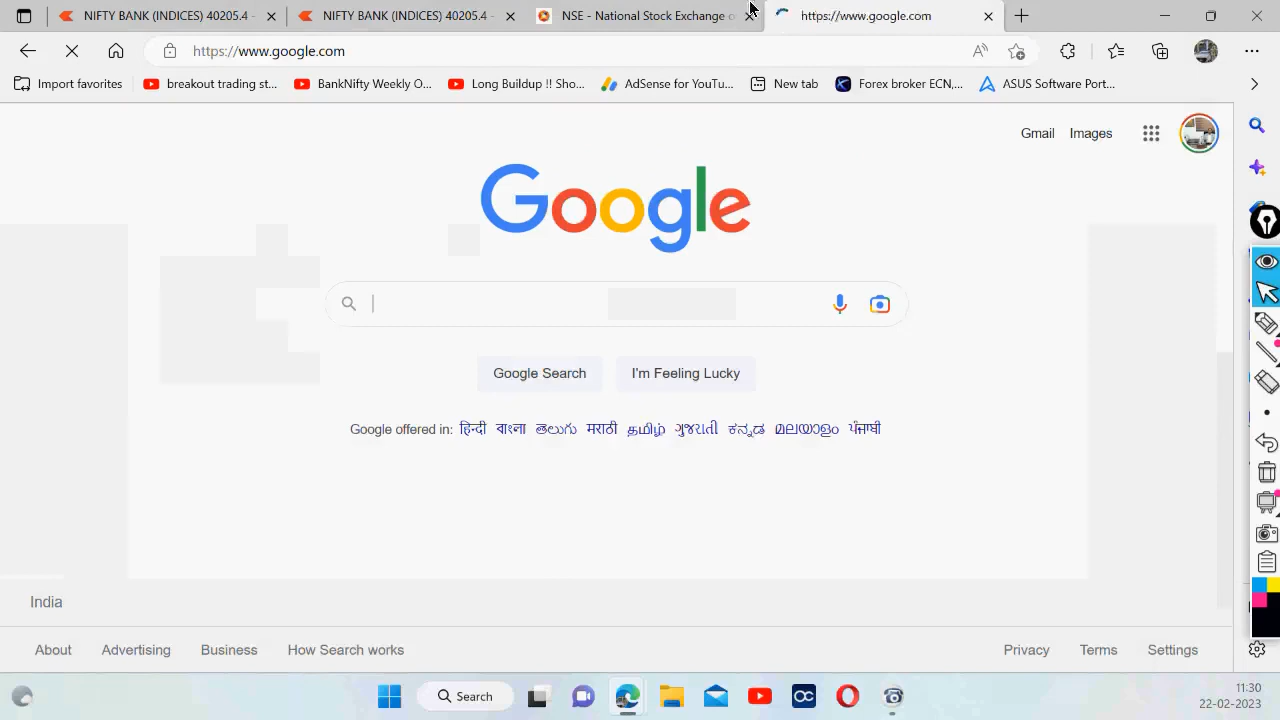 NIFTY BANK (INDICES) 40205.4 -
NIFTY BANK (INDICES) 40205.4 -
NSE - National Stock Exchange o
https://www.google.com
https://www.google.com
Import favorites
breakout trading st...
BankNifty Weekly O...
Long Buildup !! Sho...
AdSense for YouTu...
New tab
Forex broker ECN,...
ASUS Software Port...
Gmail
Images
Google
Google Search
I'm Feeling Lucky
Google offered in: हिन्दी বাংলা తెలుగు मराठी தமிழ் ગુજરાતી ಕನ್ನಡ മലയാളം ਪੰਜਾਬੀ
India
About
Advertising
Business
How Search works
Privacy
Terms
Settings
Search
OC
11:30
22-02-2023